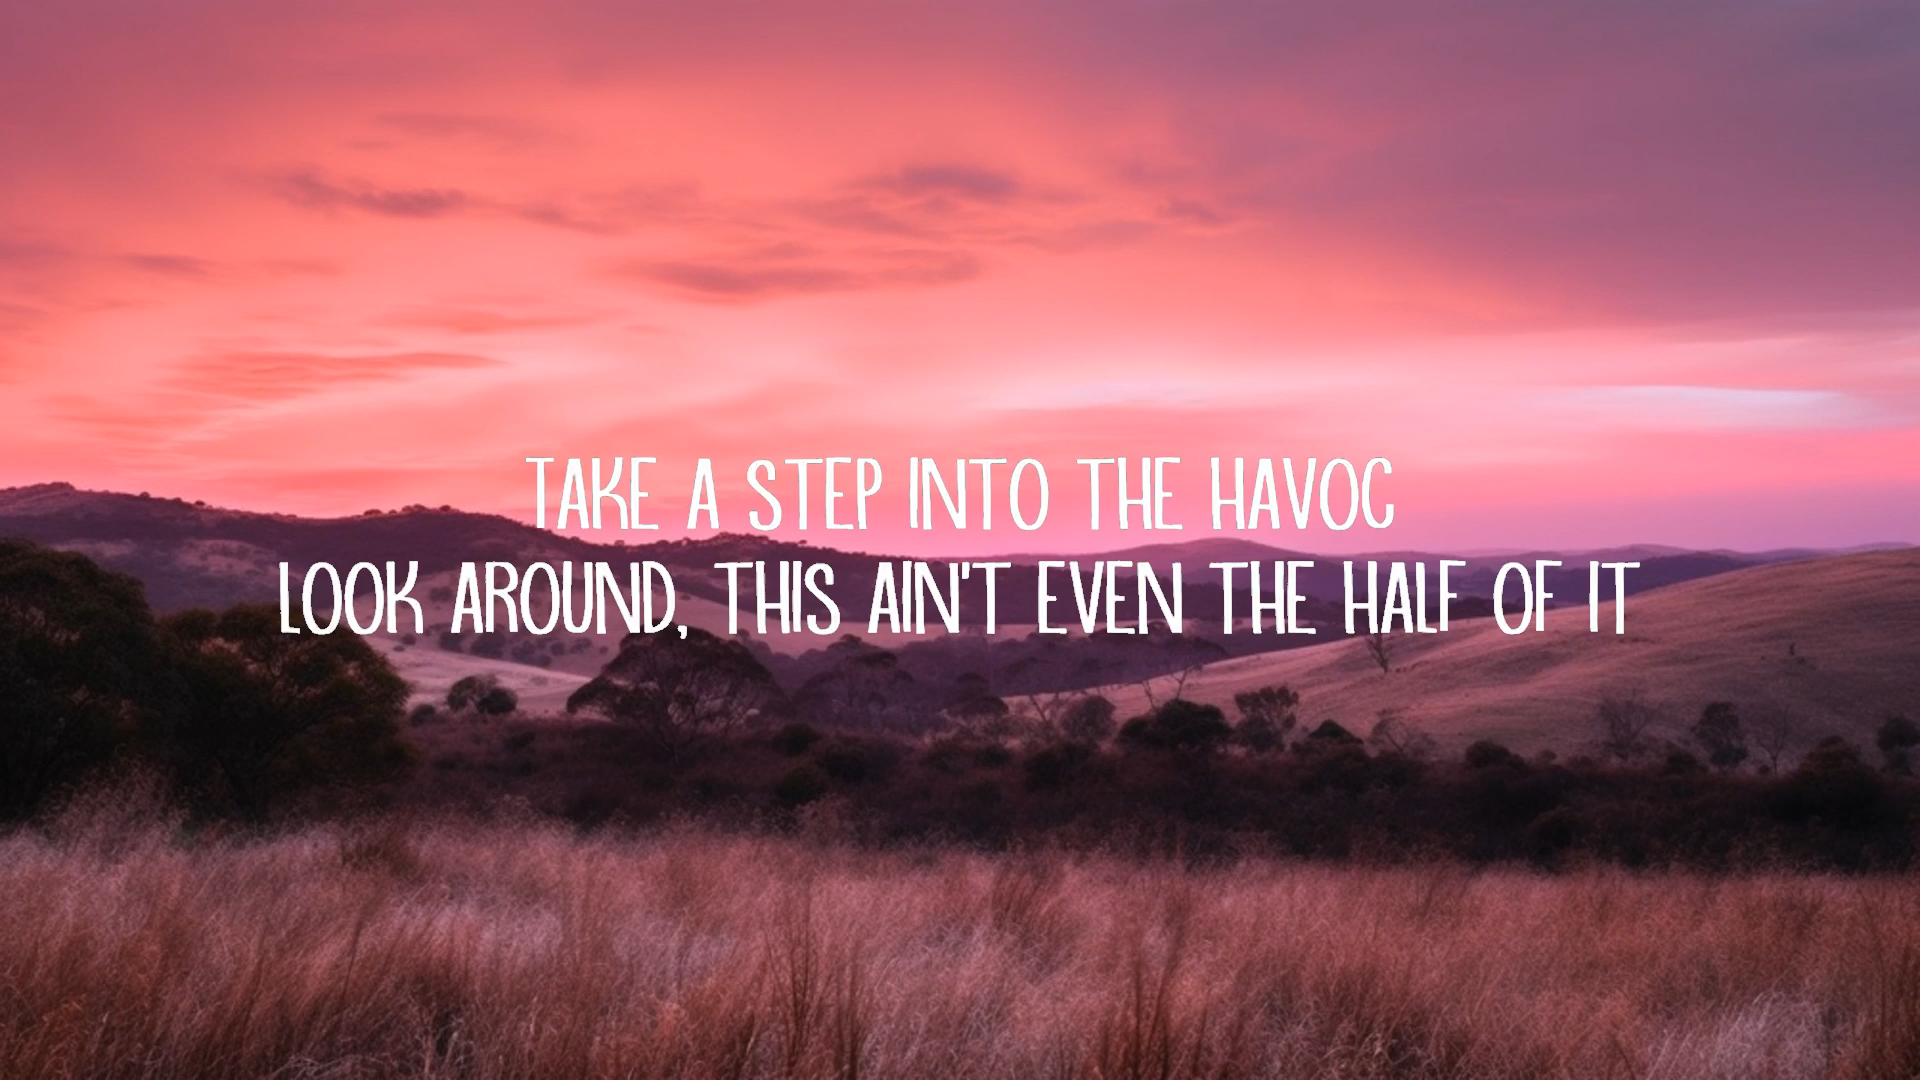 TAKE A STEP INTO THE HAVOC
LOOK AROUND, THIS AIN'T EVEN THE HALF OF IT